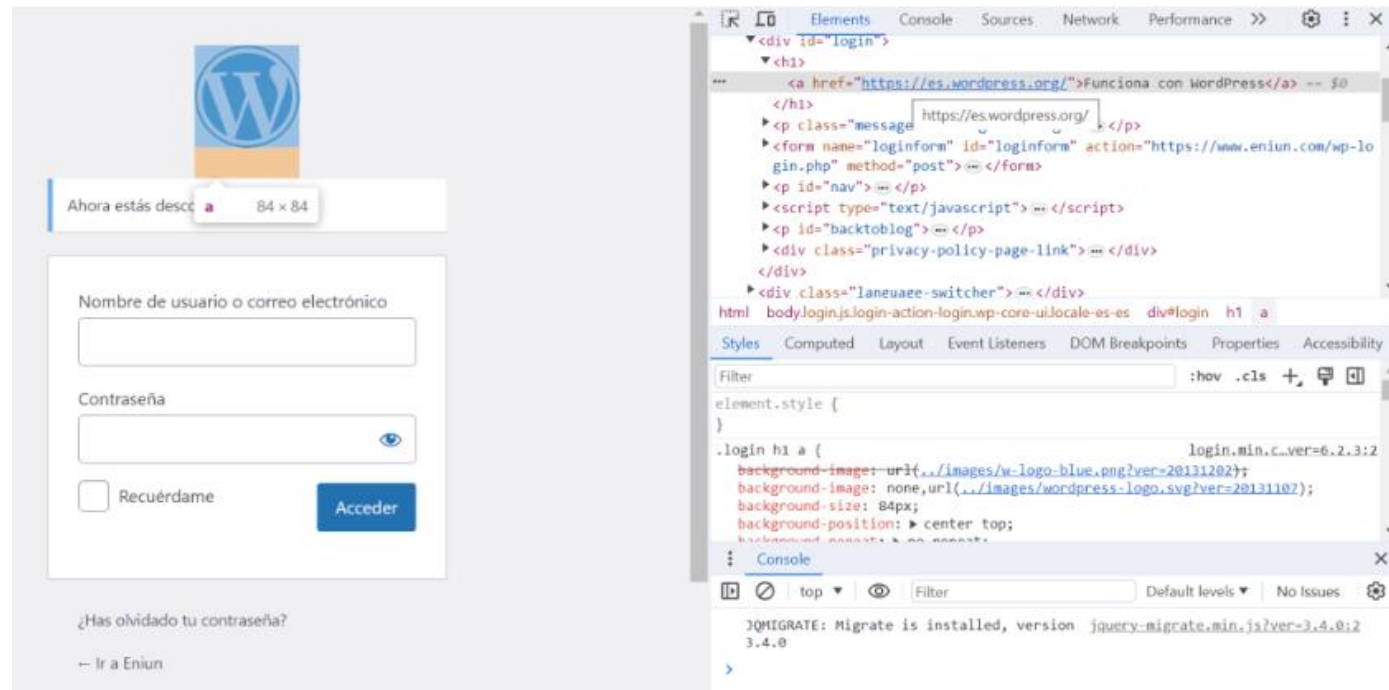 Ahora estás desco
a 84 × 84
Nombre de usuario o correo electrónico
Contraseña
Recuérdame
Acceder
¿Has olvidado tu contraseña?
← Ir a Eniun
Elements Console Sources Network Performance >>
▼<div id="login">
▼<h1>
<a href="https://es.wordpress.org/">Funciona con WordPress</a> == $0
</h1>
https://es.wordpress.org/
▶<p class="message </p>
▶<form name="loginform" id="loginform" action="https://www.eniun.com/wp-lo
gin.php" method="post"> ⋯ </form>
▶<p id="nav"> ⋯ </p>
▶<script type="text/javascript"> ⋯ </script>
▶<p id="backtoblog"> ⋯ </p>
▶<div class="privacy-policy-page-link"> ⋯ </div>
</div>
▶<div class="language-switcher"> ⋯ </div>
html body.login.js.login-action-login.wp-core-ui.locale-es-es div#login h1 a
Styles Computed Layout Event Listeners DOM Breakpoints Properties Accessibility
Filter :hov .cls +
element.style {
}
.login h1 a { login.min.c…ver=6.2.3:2
background-image: url(../images/w-logo-blue.png?ver=20131202);
background-image: none,url(../images/wordpress-logo.svg?ver=20131107);
background-size: 84px;
background-position: ▶ center top;
background-repeat: ▶ no-repeat;
Console
top ▼ Filter Default levels ▼ No Issues
JQMIGRATE: Migrate is installed, version jquery-migrate.min.js?ver=3.4.0:2
3.4.0
>